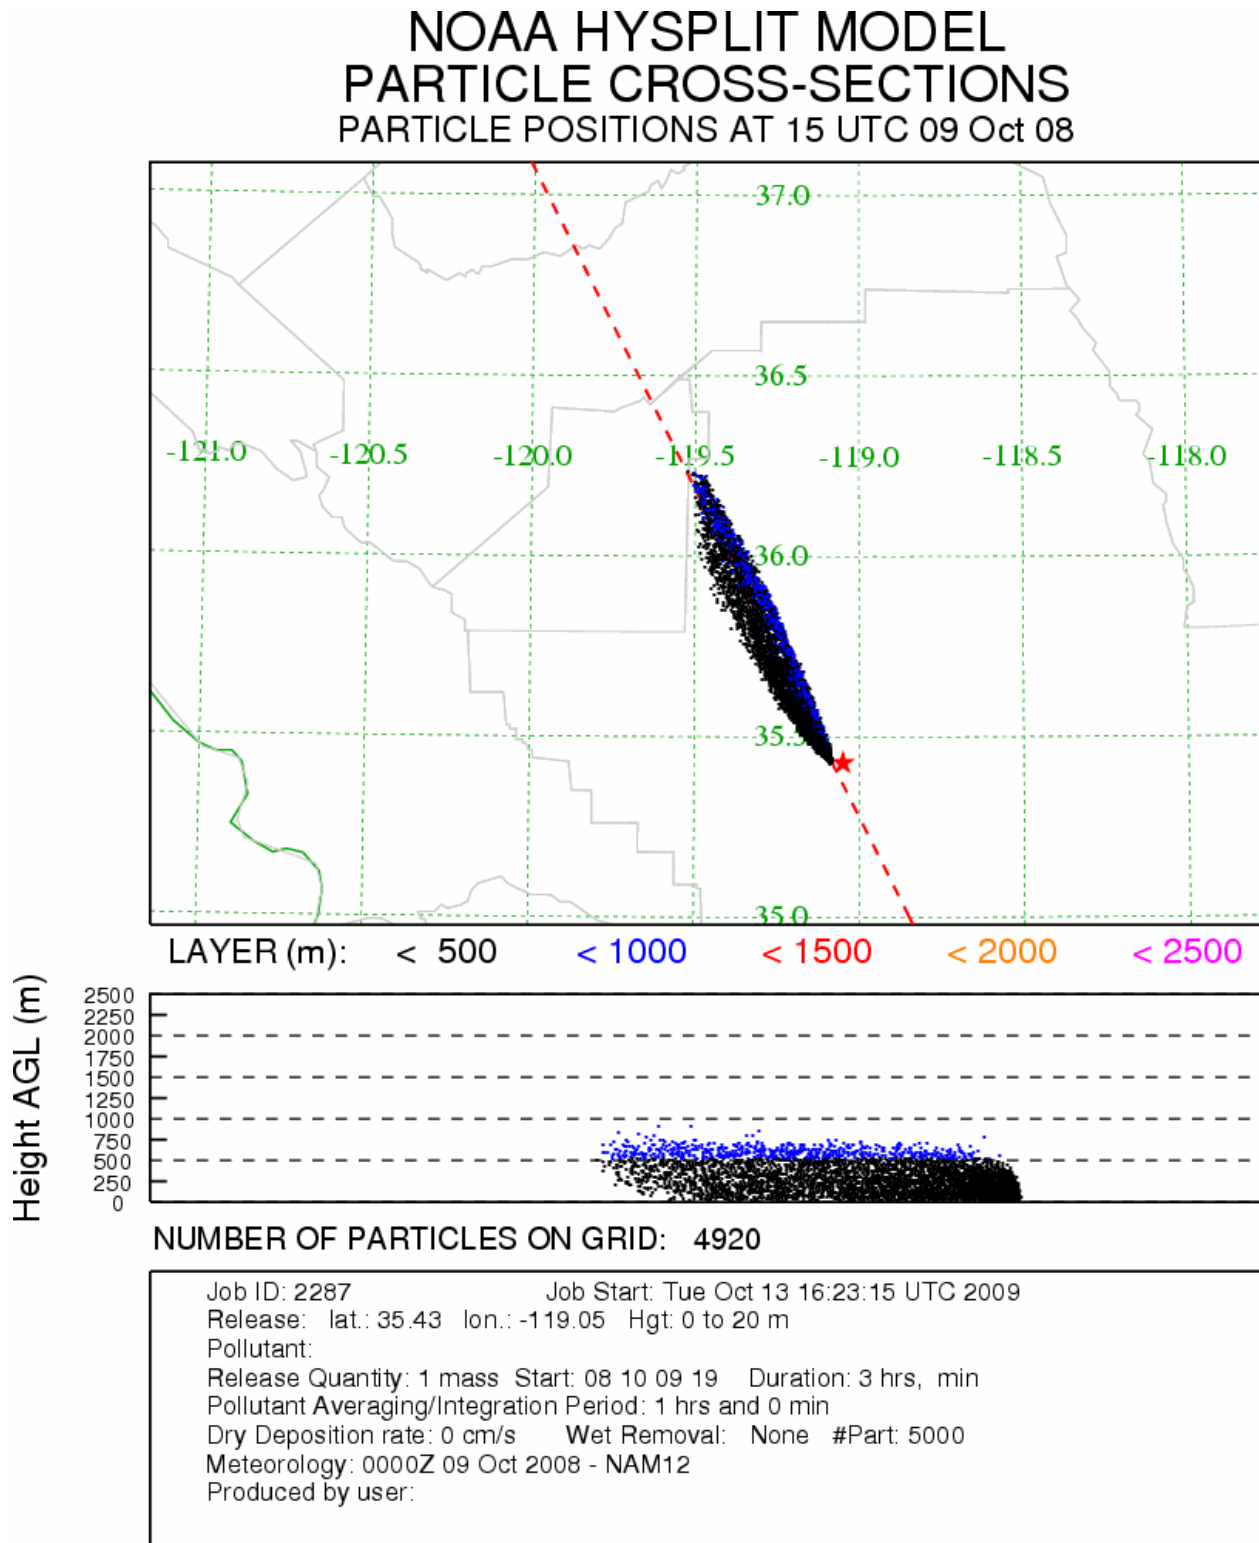 NOAA HYSPLIT MODEL
PARTICLE CROSS-SECTIONS
PARTICLE POSITIONS AT 15 UTC 09 Oct 08
37.0
36.5
-121.0 -120.5 -120.0 -119.5 -119.0 -118.5 -118.0
36.0
35.5
35.0
LAYER (m): < 500 < 1000 < 1500 < 2000 < 2500
Height AGL (m)
2500
2250
2000
1750
1500
1250
1000
750
500
250
0
NUMBER OF PARTICLES ON GRID: 4920
Job ID: 2287 Job Start: Tue Oct 13 16:23:15 UTC 2009
Release: lat.: 35.43 lon.: -119.05 Hgt: 0 to 20 m
Pollutant:
Release Quantity: 1 mass Start: 08 10 09 19 Duration: 3 hrs, min
Pollutant Averaging/Integration Period: 1 hrs and 0 min
Dry Deposition rate: 0 cm/s Wet Removal: None #Part: 5000
Meteorology: 0000Z 09 Oct 2008 - NAM12
Produced by user: